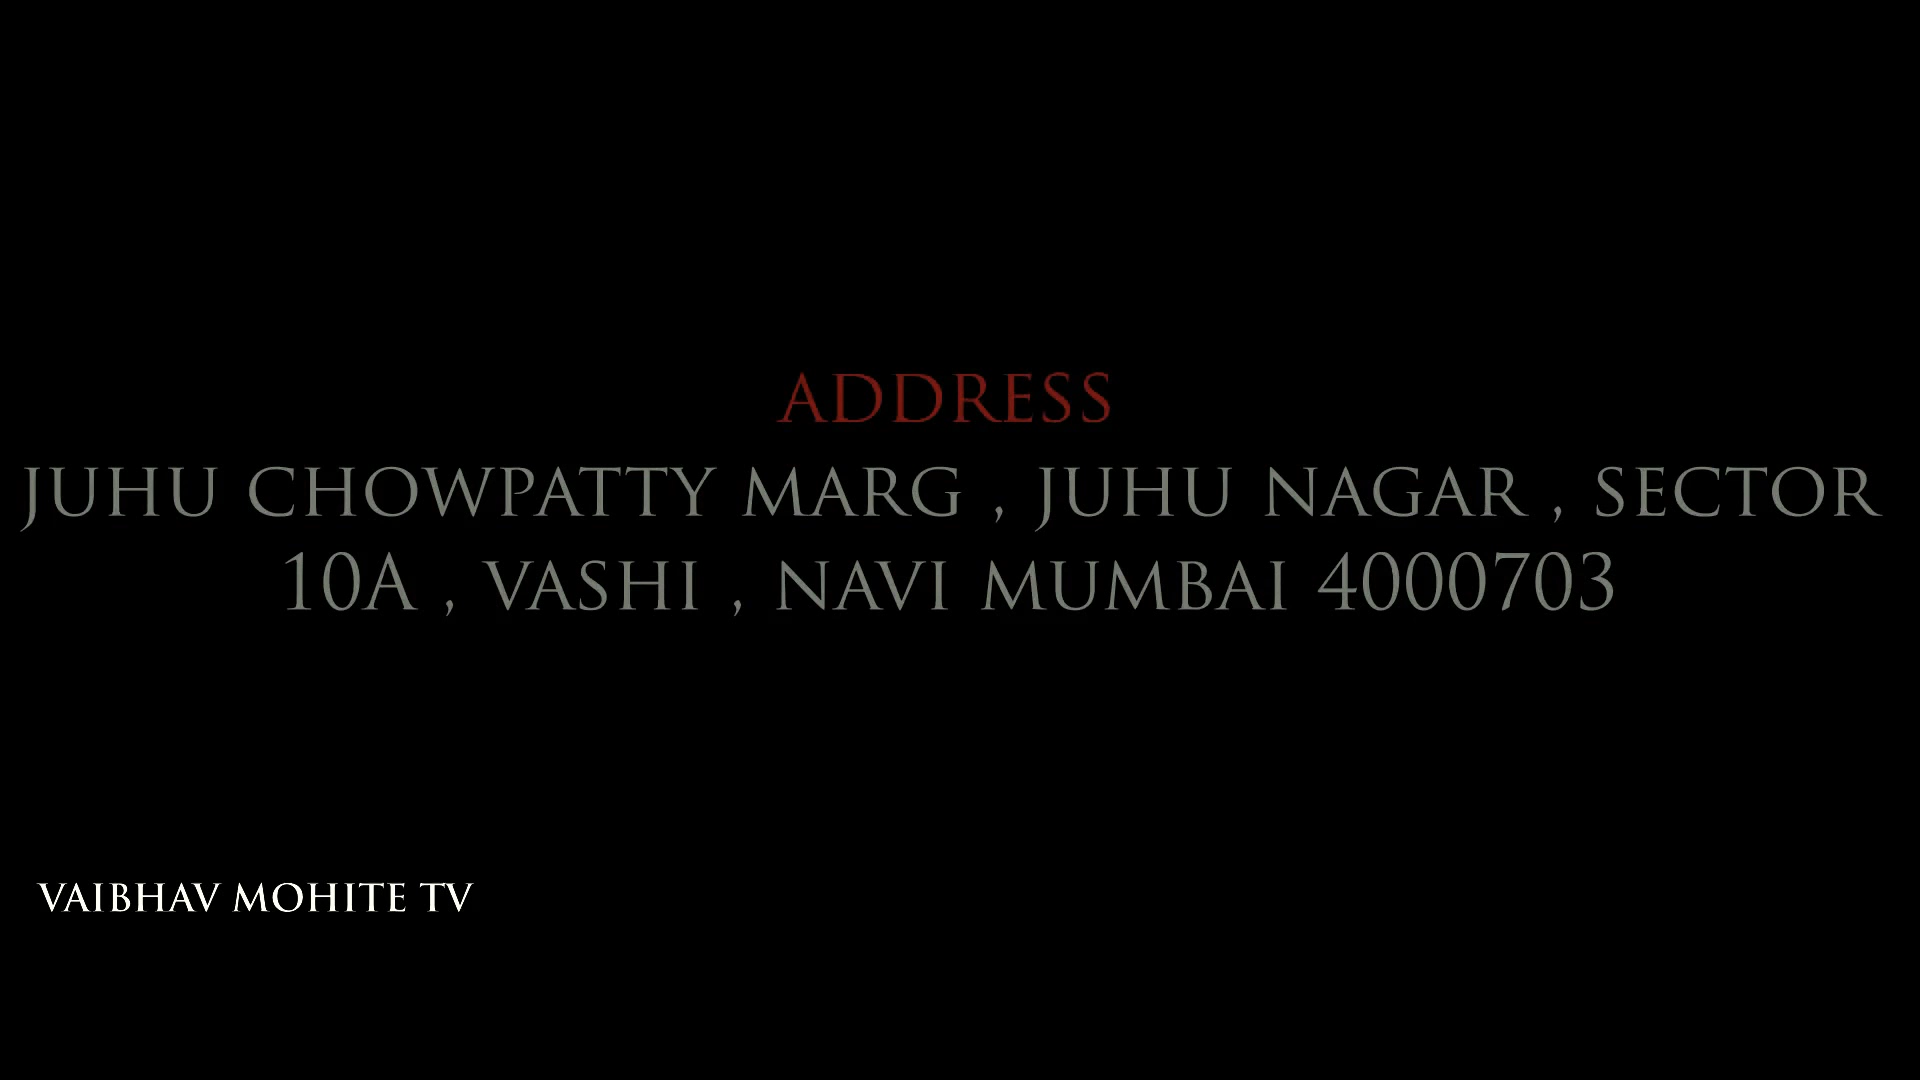 ADDRESS
JUHU CHOWPATTY MARG , JUHU NAGAR , SECTOR
10A , VASHI , NAVI MUMBAI 4000703
VAIBHAV MOHITE TV